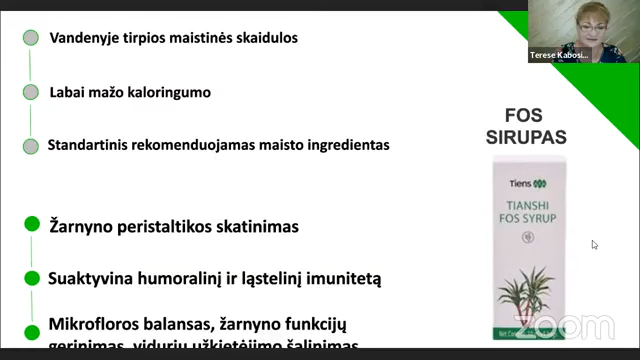 Vandenyje tirpios maistinės skaidulos
Labai mažo kaloringumo
Standartinis rekomenduojamas maisto ingredientas
Žarnyno peristaltikos skatinimas
Suaktyvina humoralinį ir ląstelinį imunitetą
Mikrofloros balansas, žarnyno funkcijų
gerinimas, vidurių užkietėjimo šalinimas
Terese Kabosi...
FOS
SIRUPAS
Tiens
TIANSHI
FOS SYRUP
Net
zoom